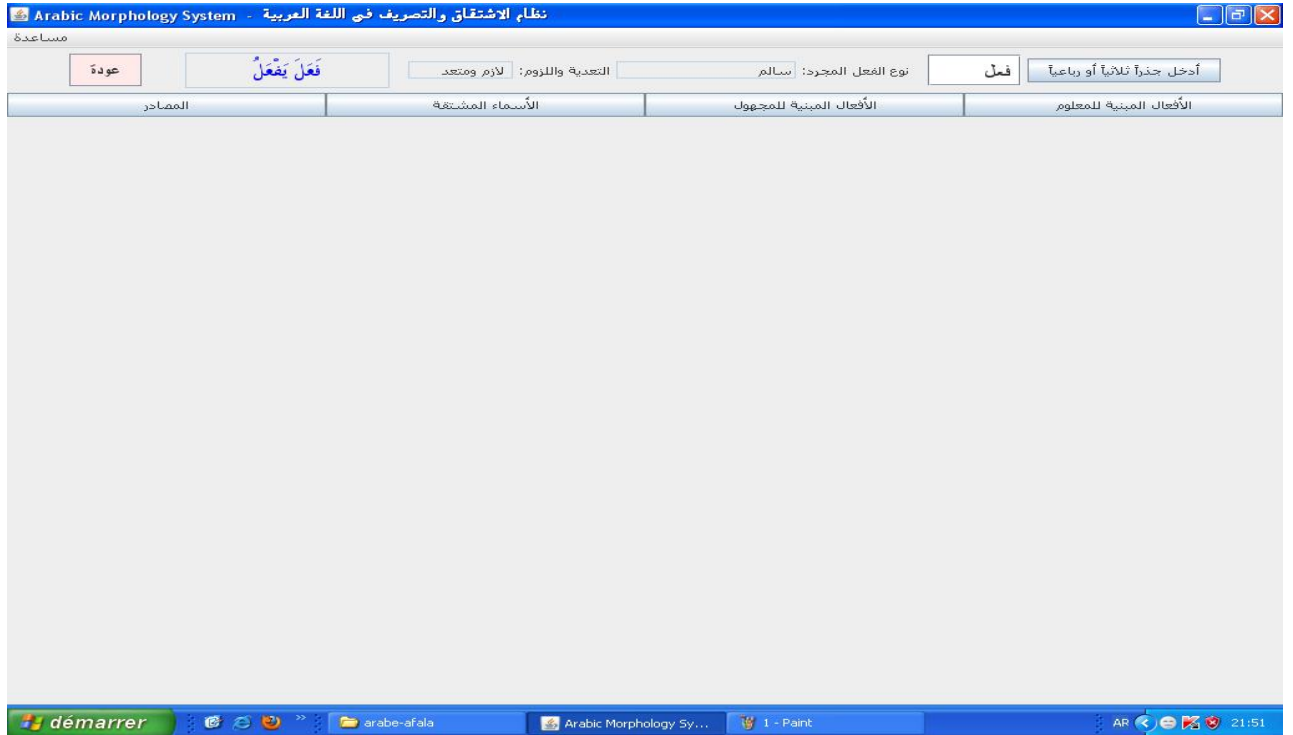 نظام الاشتقاق والتصريف في اللغة العربية - Arabic Morphology System
مساعدة
أدخل جذراً ثلاثياً أو رباعياً
فعل
نوع الفعل المجرد: سالم
التعدية واللزوم: لازم ومتعد
فَعَلَ يَفْعَلُ
عودة
الأفعال المبنية للمعلوم
الأفعال المبنية للمجهول
الأسماء المشتقة
المصادر
démarrer
arabe-afala
Arabic Morphology Sy...
1 - Paint
AR
21:51